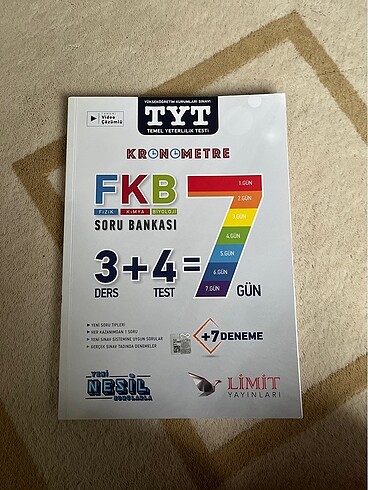 YÜKSEKÖĞRETİM KURUMLARI SINAVI
TYT
TEMEL YETERLİLİK TESTİ
Video
Çözümlü
KRONOMETRE
FKB
FİZİK KİMYA BİYOLOJİ
SORU BANKASI
1.GÜN
2.GÜN
3.GÜN
4.GÜN
5.GÜN
6.GÜN
7.GÜN
3+4=7
DERS TEST GÜN
YENİ SORU TİPLERİ
HER KAZANIMDAN 1 SORU
YENİ SINAV SİSTEMİNE UYGUN SORULAR
GERÇEK SINAV TADINDA DENEMELER
+7 DENEME
YENİ
NESİL
SORULARLA
LİMİT
YAYINLARI